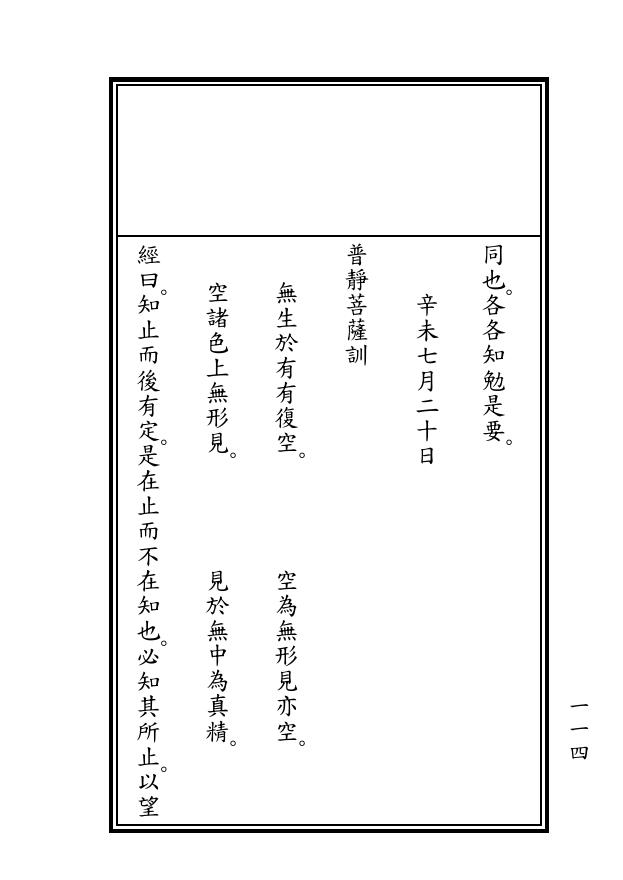 同也。各各知勉是要。
辛未七月二十日
普靜菩薩訓
無生於有有復空。　空為無形見亦空。
空諸色上無形見。　見於無中為真精。
經曰。知止而後有定。是在止而不在知也。必知其所止。以望
一一四